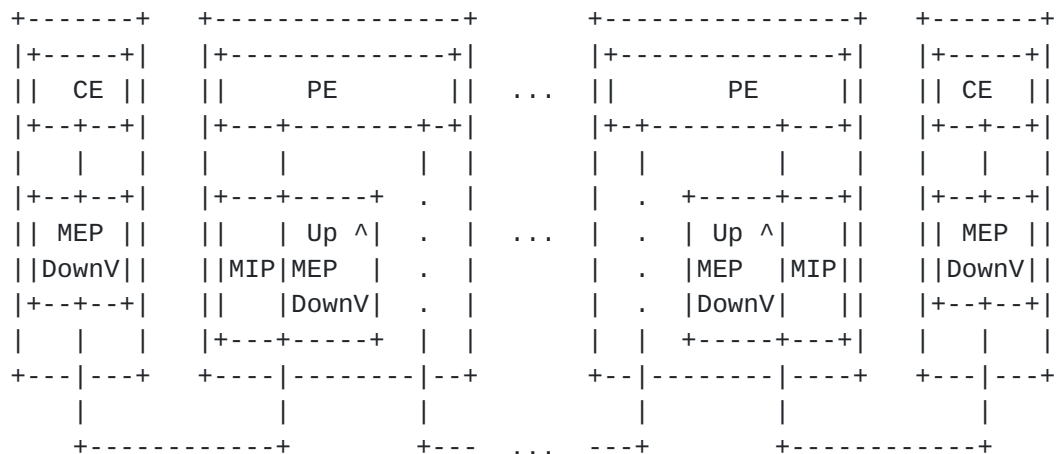 +-------+   +----------------+       +----------------+   +-------+
|+-----+|   |+--------------+|       |+--------------+|   |+-----+|
||  CE ||   ||     PE       ||  ...  ||       PE     ||   || CE  ||
|+--+--+|   |+---+--------+-+|       |+-+--------+---+|   |+--+--+|
|   |   |   |    |        |  |       |  |        |    |   |   |   |
|+--+--+|   |+---+-----+  .  |       |  .  +-----+---+|   |+--+--+|
|| MEP ||   ||   | Up ^|  .  |  ...  |  .  | Up ^|   ||   || MEP ||
||DownV||   ||MIP|MEP  |  .  |       |  .  |MEP  |MIP||   ||DownV||
|+--+--+|   ||   |DownV|  .  |       |  .  |DownV|   ||   |+--+--+|
|   |   |   |+---+-----+  |  |       |  |  +-----+---+|   |   |   |
+---|---+   +----|--------|--+       +--|--------|----+   +---|---+
    |            |        |             |        |            |
    +------------+        +---  ...  ---+        +------------+